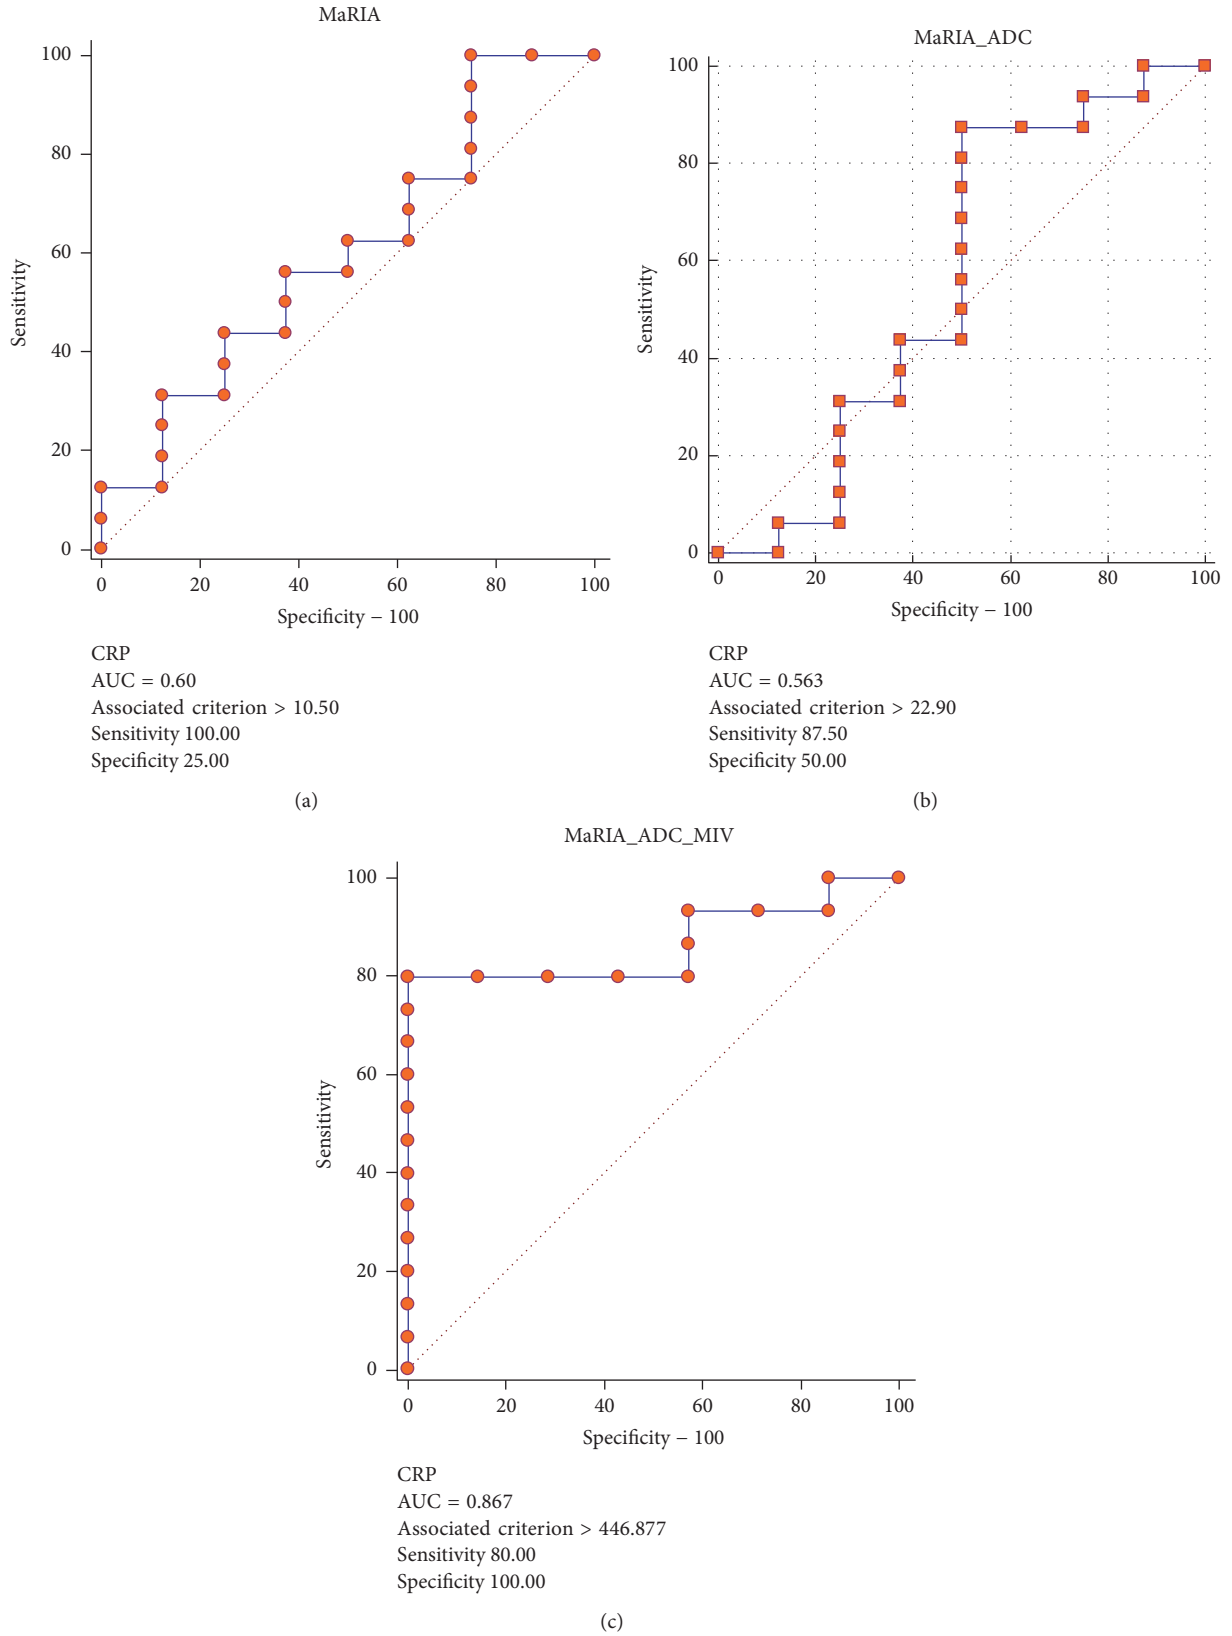 MaRIA
100
80
60
40
20
0
Sensitivity
0 20 40 60 80 100
Specificity − 100
CRP
AUC = 0.60
Associated criterion > 10.50
Sensitivity 100.00
Specificity 25.00
(a)
MaRIA_ADC
100
80
60
40
20
0
Sensitivity
0 20 40 60 80 100
Specificity − 100
CRP
AUC = 0.563
Associated criterion > 22.90
Sensitivity 87.50
Specificity 50.00
(b)
MaRIA_ADC_MIV
100
80
60
40
20
0
Sensitivity
0 20 40 60 80 100
Specificity − 100
CRP
AUC = 0.867
Associated criterion > 446.877
Sensitivity 80.00
Specificity 100.00
(c)